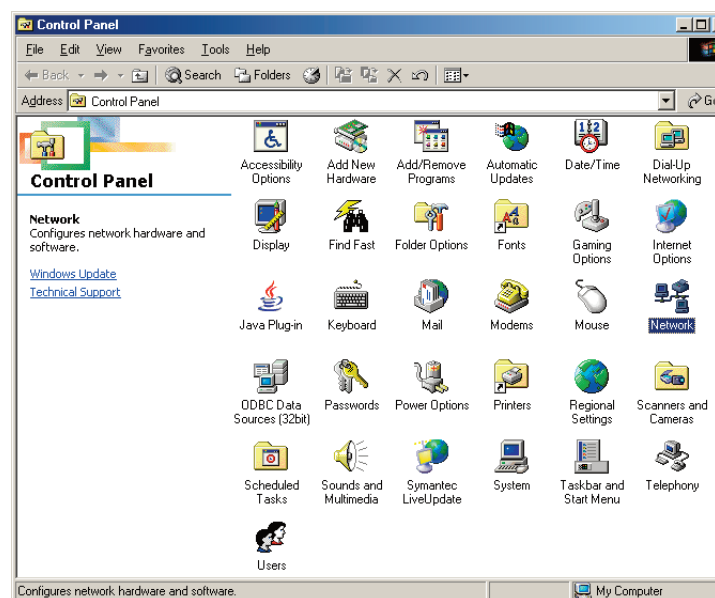 Control Panel
File Edit View Favorites Tools Help
Back Search Folders
Address Control Panel
Control Panel
Network
Configures network hardware and
software.
Windows Update
Technical Support
Accessibility
Options
Add New
Hardware
Add/Remove
Programs
Automatic
Updates
Date/Time
Dial-Up
Networking
Display
Find Fast
Folder Options
Fonts
Gaming
Options
Internet
Options
Java Plug-in
Keyboard
Mail
Modems
Mouse
Network
ODBC Data
Sources (32bit)
Passwords
Power Options
Printers
Regional
Settings
Scanners and
Cameras
Scheduled
Tasks
Sounds and
Multimedia
Symantec
LiveUpdate
System
Taskbar and
Start Menu
Telephony
Users
Configures network hardware and software.
My Computer